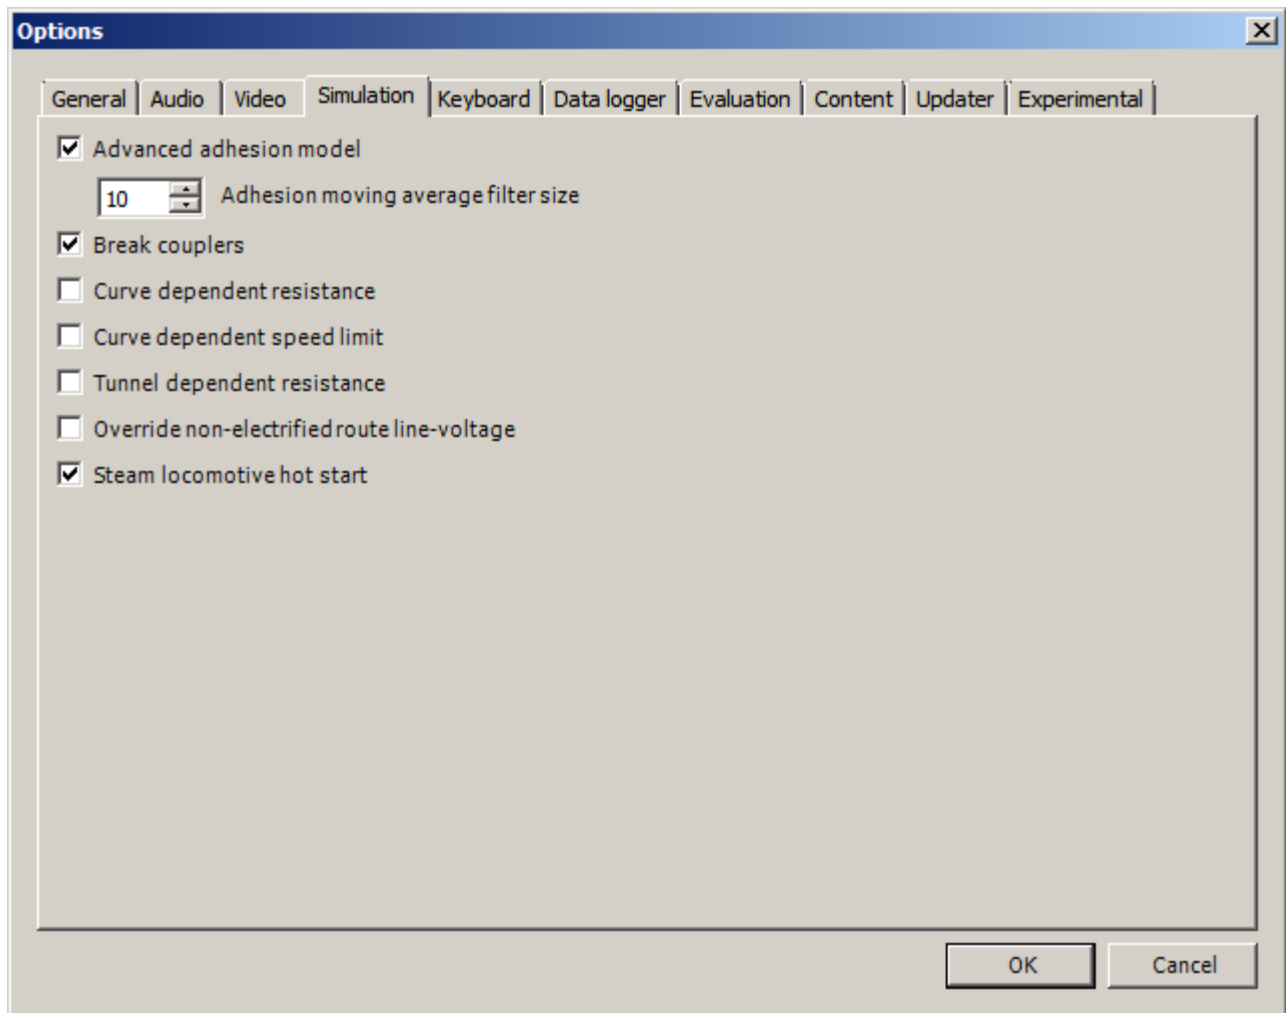 Options
General Audio Video Simulation Keyboard Data logger Evaluation Content Updater Experimental
Advanced adhesion model
10 Adhesion moving average filter size
Break couplers
Curve dependent resistance
Curve dependent speed limit
Tunnel dependent resistance
Override non-electrified route line-voltage
Steam locomotive hot start
OK Cancel